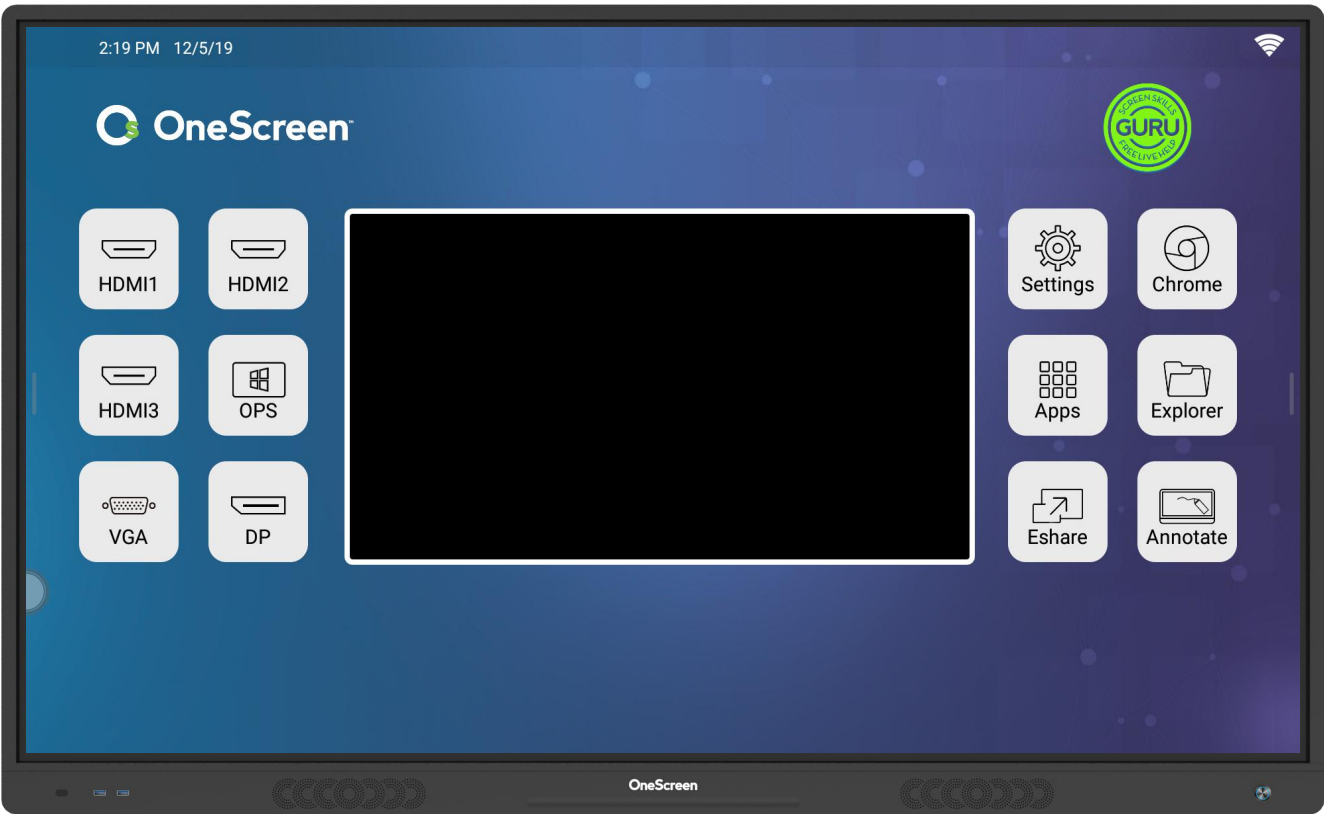 2:19 PM 12/5/19
OneScreen™
SCREEN SKILLS
GURU
FREE LIVE HELP
HDMI1
HDMI2
Settings
Chrome
HDMI3
OPS
Apps
Explorer
VGA
DP
Eshare
Annotate
OneScreen